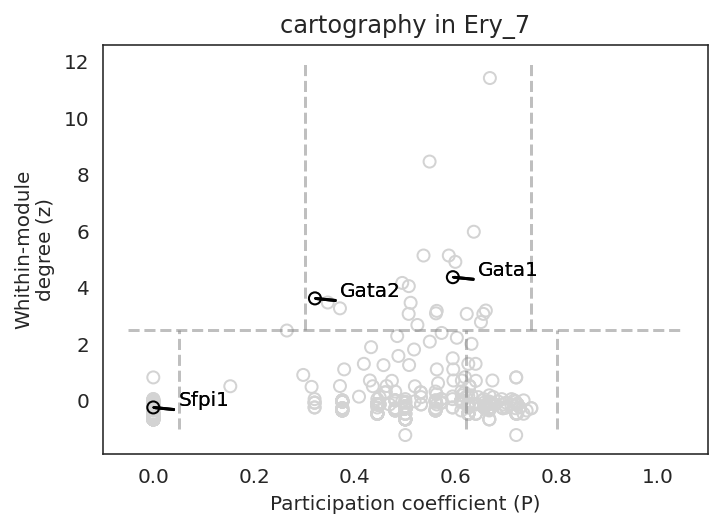 cartography in Ery_7
12
10
8
6
4
2
0
Whithin-module
degree (z)
Gata1
Gata2
Sfpi1
0.0 0.2 0.4 0.6 0.8 1.0
Participation coefficient (P)